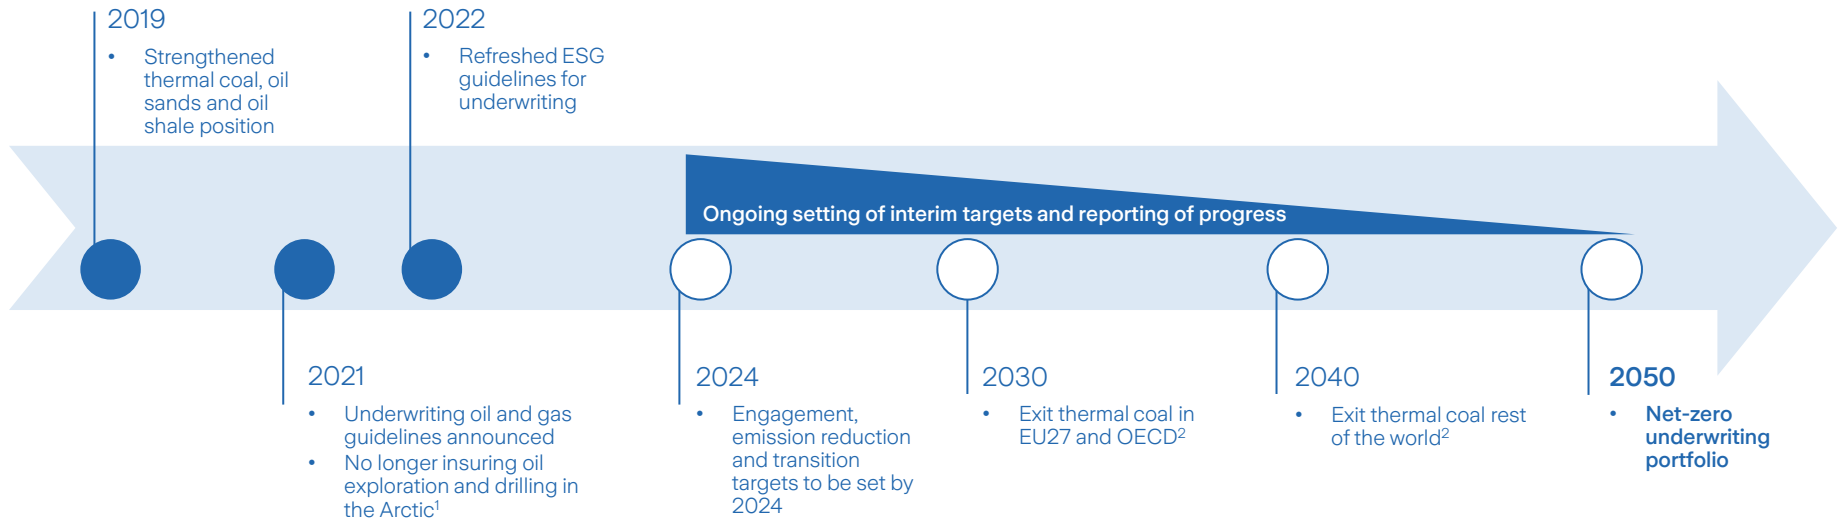 2019
• Strengthened
thermal coal, oil
sands and oil
shale position
2022
• Refreshed ESG
guidelines for
underwriting
Ongoing setting of interim targets and reporting of progress
2021
• Underwriting oil and gas
guidelines announced
• No longer insuring oil
exploration and drilling in
the Arctic¹
2024
• Engagement,
emission reduction
and transition
targets to be set by
2024
2030
• Exit thermal coal in
EU27 and OECD²
2040
• Exit thermal coal rest
of the world²
2050
• Net-zero
underwriting
portfolio